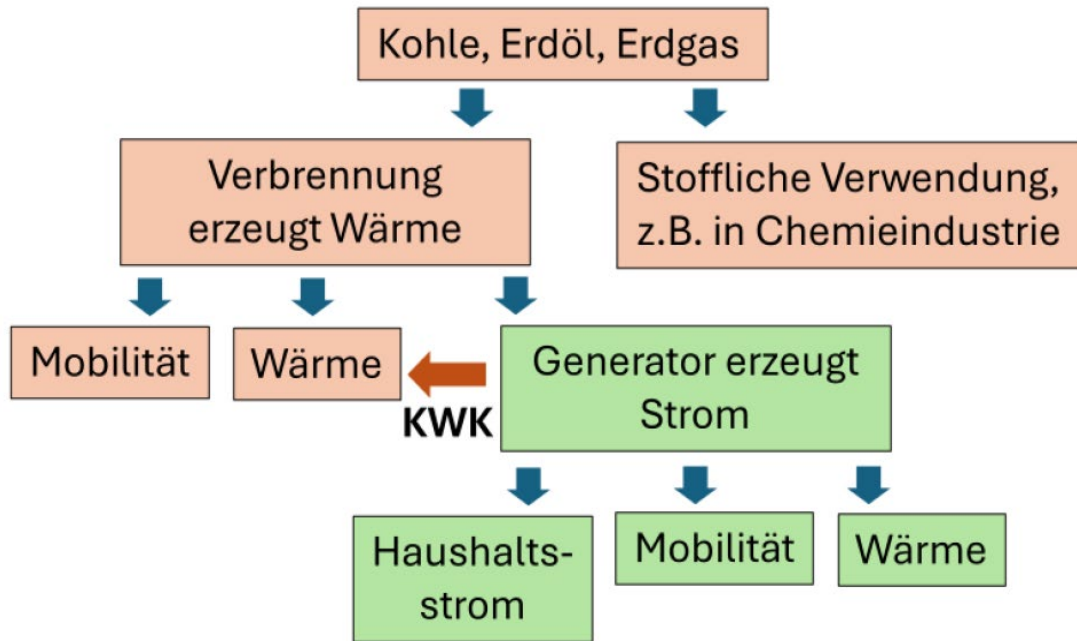 Kohle, Erdöl, Erdgas
Verbrennung
erzeugt Wärme
Stoffliche Verwendung,
z.B. in Chemieindustrie
Mobilität
Wärme
KWK
Generator erzeugt
Strom
Haushalts-
strom
Mobilität
Wärme